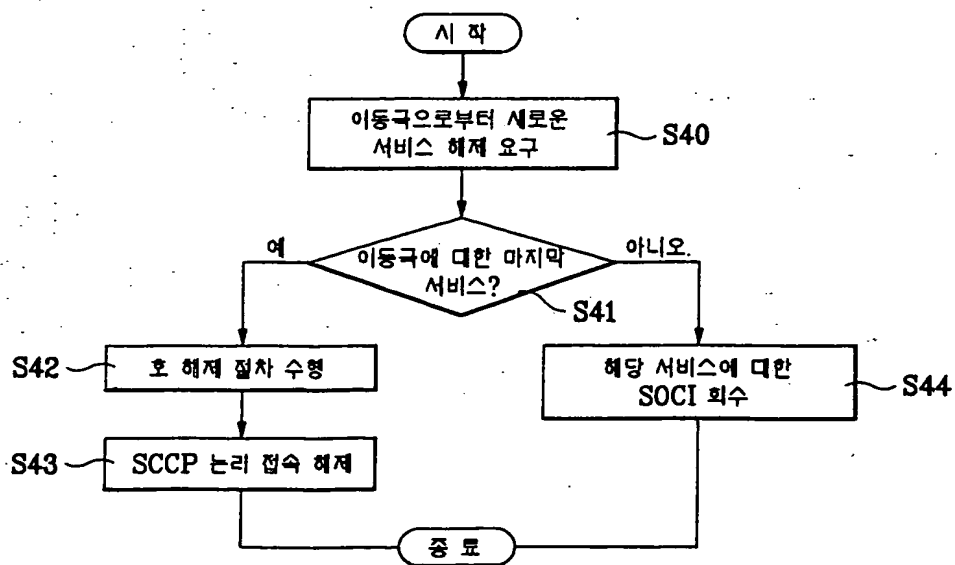 시 작
이동국으로부터 새로운
서비스 해제 요구
S40
예
아니오.
이동국에 대한 마지막
서비스?
S41
S42
호 해제 절차 수행
해당 서비스에 대한
SOCI 회수
S44
S43
SCCP 논리 접속 해제
종 료